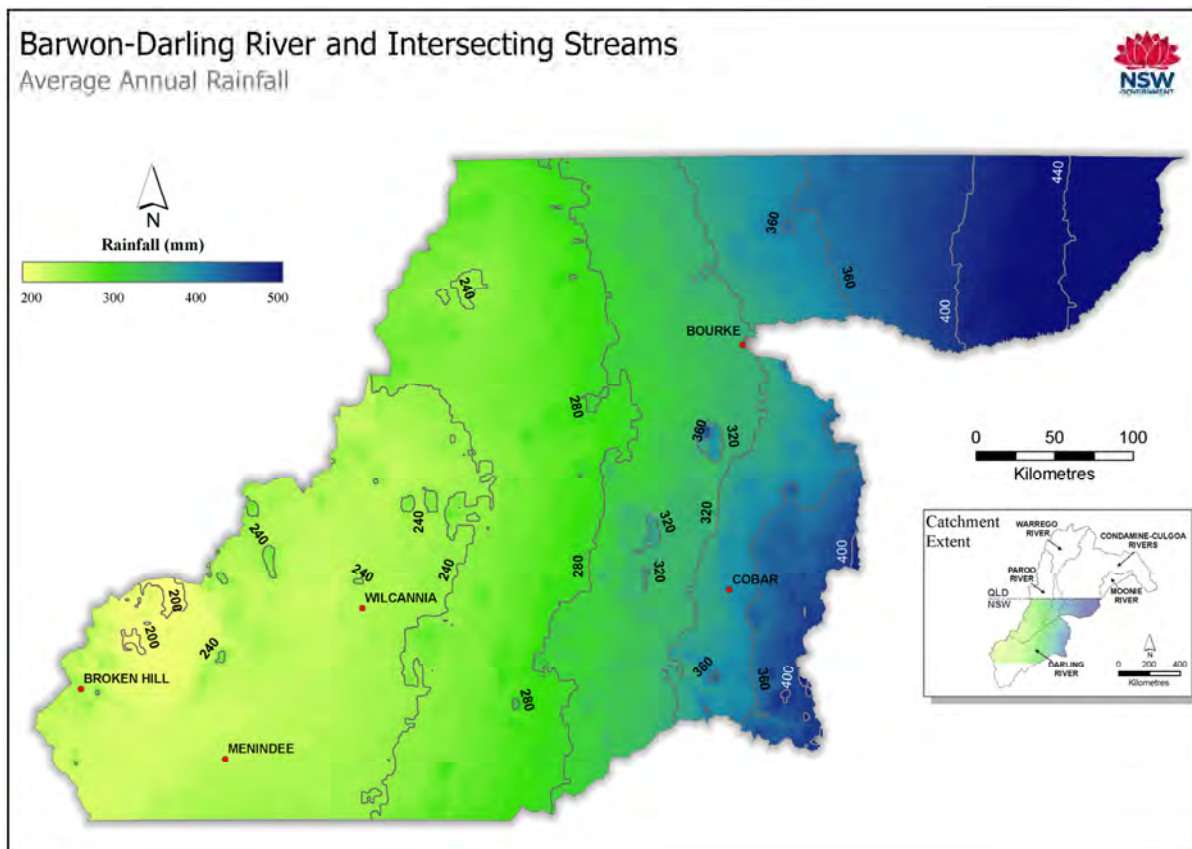 Barwon-Darling River and Intersecting Streams
Average Annual Rainfall
NSW
GOVERNMENT
N
Rainfall (mm)
200 300 400 500
440
360
360
400
240
BOURKE
280
360
320
0 50 100
Kilometres
240
240
320
320
240
280
320
400
240
COBAR
WILCANNIA
200
200
240
360
360
400
BROKEN HILL
280
MENINDEE
Catchment
Extent
WARREGO
RIVER
CONDAMINE-CULGOA
RIVERS
PAROO
RIVER
MOONIE
RIVER
QLD
NSW
N
DARLING
RIVER
0 200 400
Kilometres